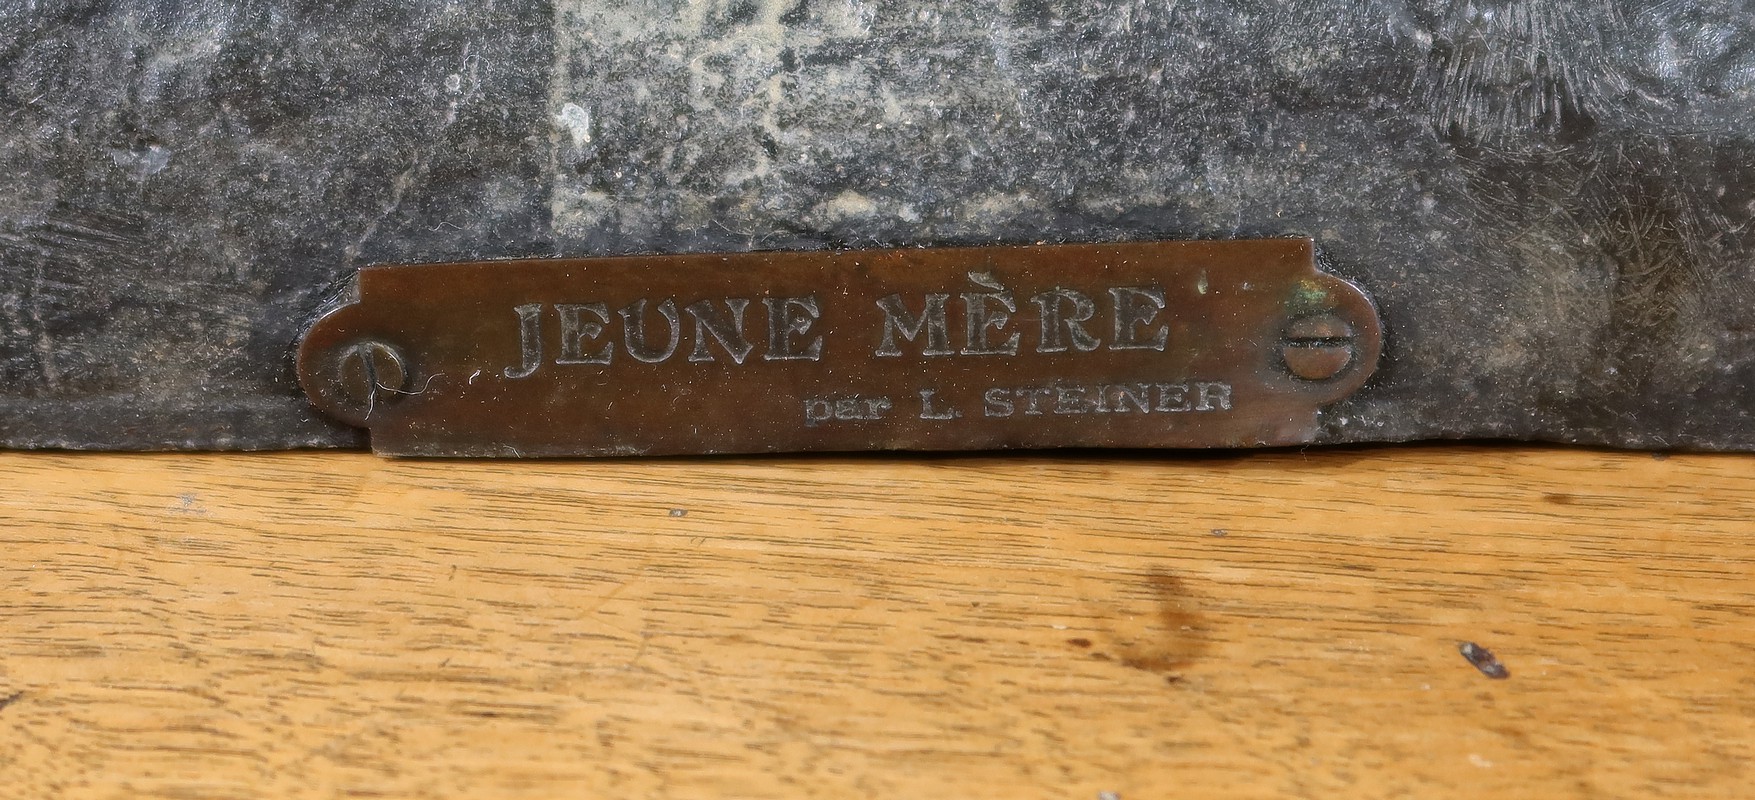 JEUNE MÈRE
par L. STEINER